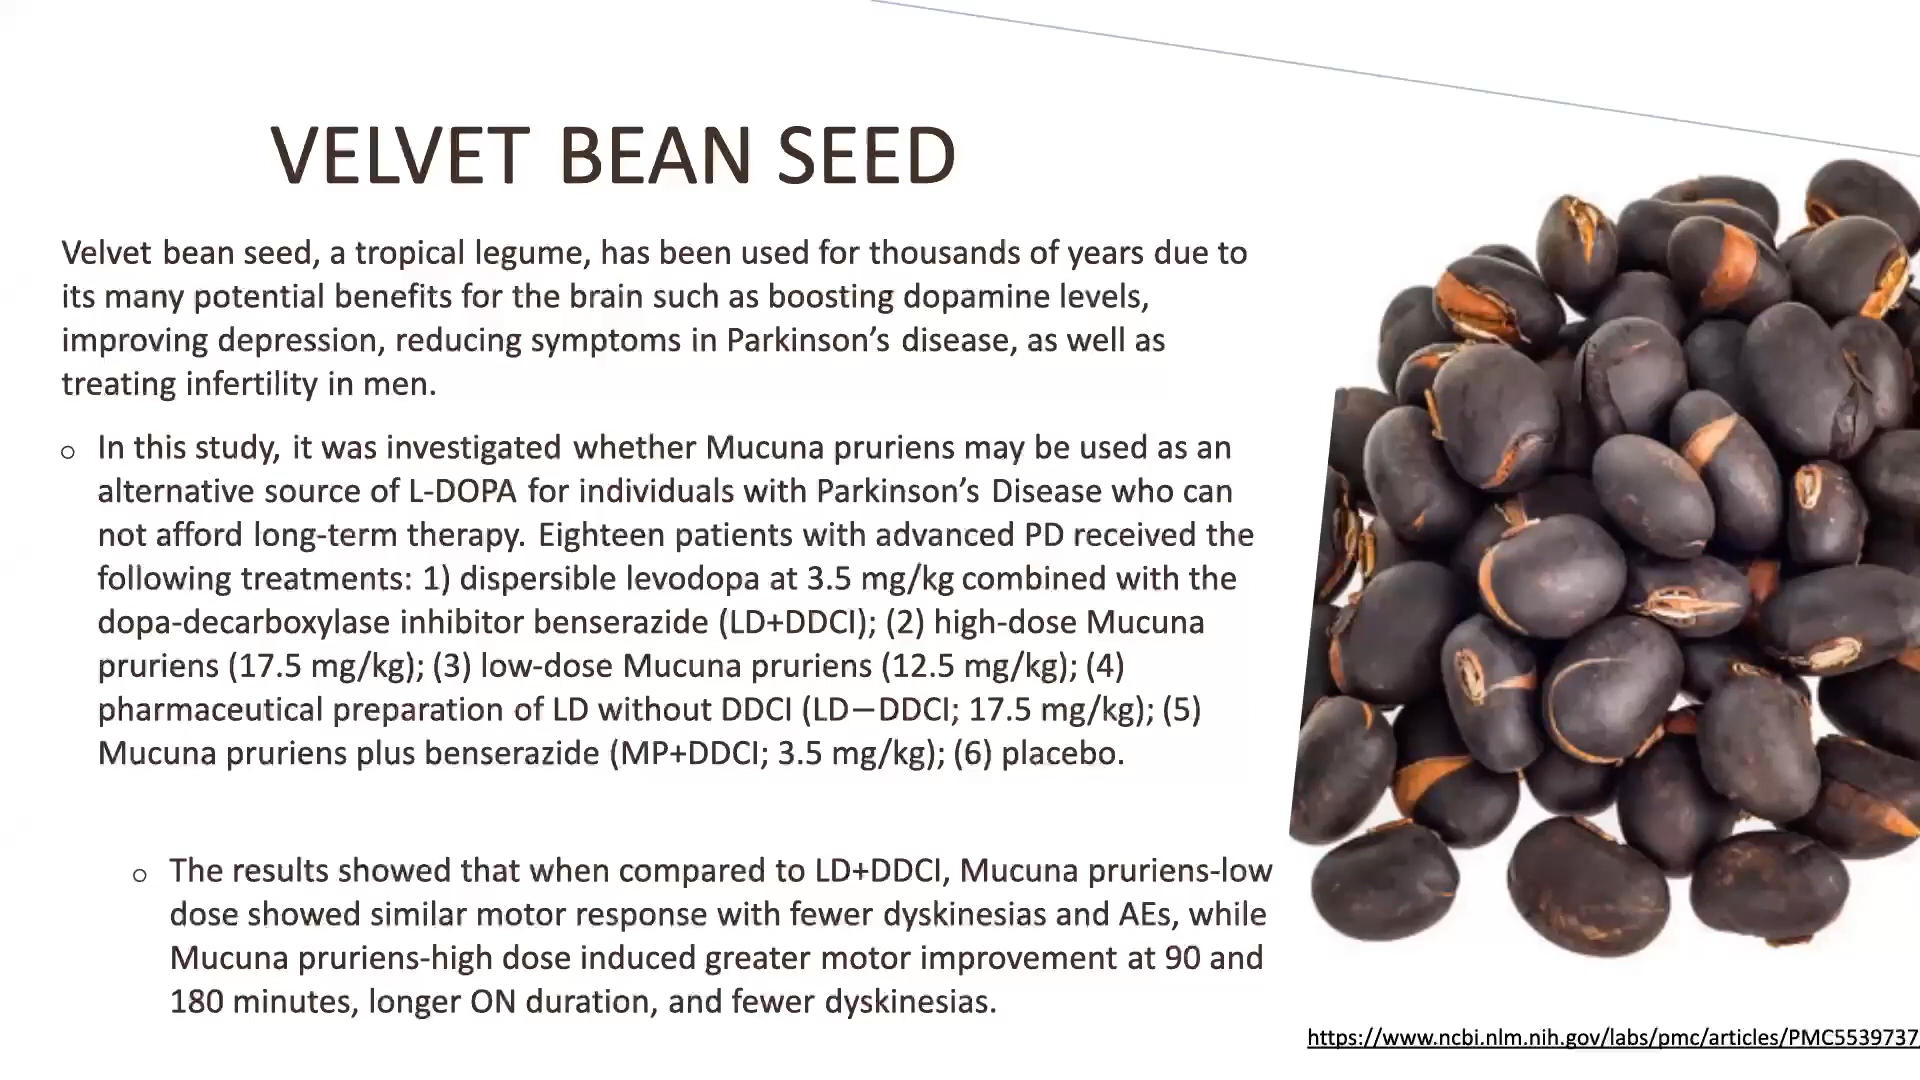 VELVET BEAN SEED
Velvet bean seed, a tropical legume, has been used for thousands of years due to
its many potential benefits for the brain such as boosting dopamine levels,
improving depression, reducing symptoms in Parkinson’s disease, as well as
treating infertility in men.
o In this study, it was investigated whether Mucuna pruriens may be used as an
alternative source of L-DOPA for individuals with Parkinson’s Disease who can
not afford long-term therapy. Eighteen patients with advanced PD received the
following treatments: 1) dispersible levodopa at 3.5 mg/kg combined with the
dopa-decarboxylase inhibitor benserazide (LD+DDCI); (2) high-dose Mucuna
pruriens (17.5 mg/kg); (3) low-dose Mucuna pruriens (12.5 mg/kg); (4)
pharmaceutical preparation of LD without DDCI (LD−DDCI; 17.5 mg/kg); (5)
Mucuna pruriens plus benserazide (MP+DDCI; 3.5 mg/kg); (6) placebo.
o The results showed that when compared to LD+DDCI, Mucuna pruriens-low
dose showed similar motor response with fewer dyskinesias and AEs, while
Mucuna pruriens-high dose induced greater motor improvement at 90 and
180 minutes, longer ON duration, and fewer dyskinesias.
https://www.ncbi.nlm.nih.gov/labs/pmc/articles/PMC5539737